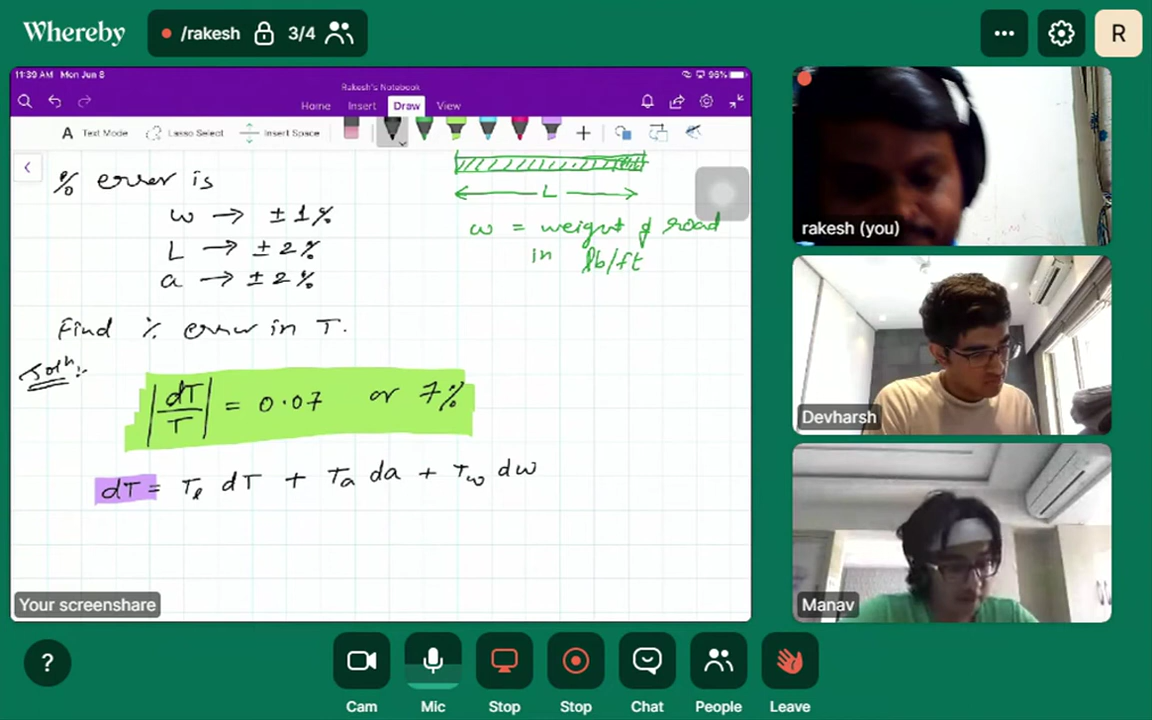 Whereby
/rakesh 3/4
R
11:39 AM Mon Jun 8
95%
Rakesh's Notebook
Home Insert Draw View
A Text Mode Lasso Select Insert Space
% error is
w → ± 1%
L → ± 2%
a → ± 2%
L
w = weight of road
in lb/ft
Find % error in T.
Soln:
|dT/T| = 0.07 or 7%
dT = Tℓ dT + Ta da + Tw dw
Your screenshare
rakesh (you)
Devharsh
Manav
?
Cam Mic Stop Stop Chat People Leave